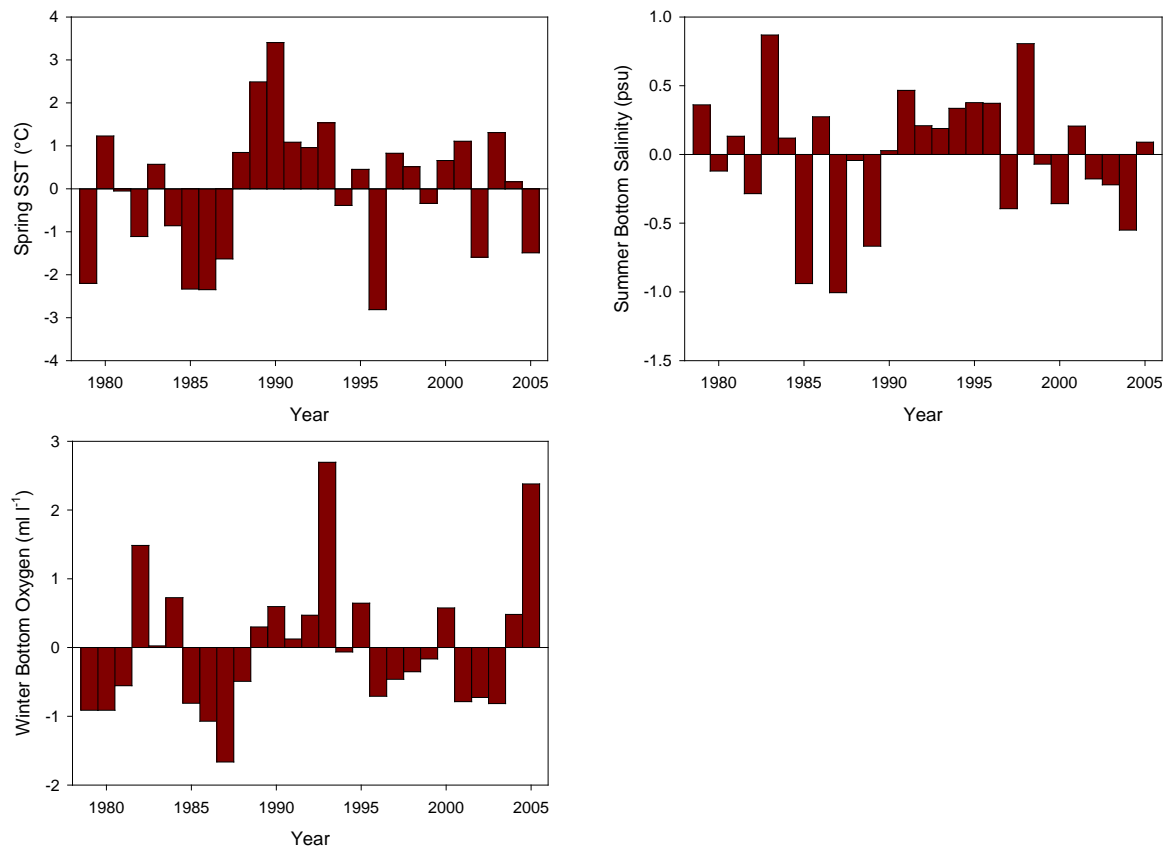 Spring SST (°C)
4
3
2
1
0
-1
-2
-3
-4
1980 1985 1990 1995 2000 2005
Year
Summer Bottom Salinity (psu)
1.0
0.5
0.0
-0.5
-1.0
-1.5
1980 1985 1990 1995 2000 2005
Year
Winter Bottom Oxygen (ml l⁻¹)
3
2
1
0
-1
-2
1980 1985 1990 1995 2000 2005
Year